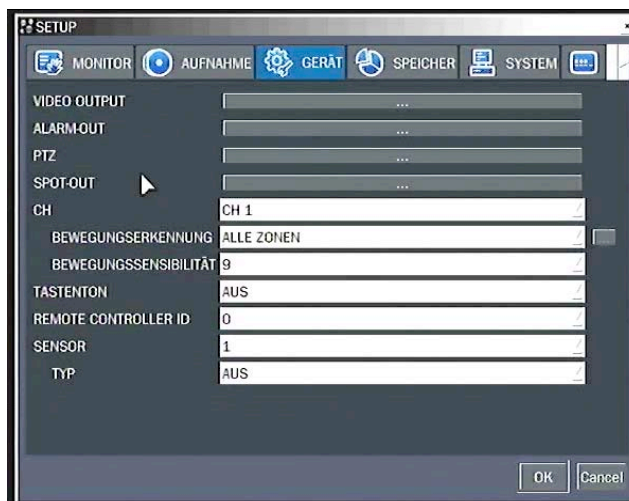 SETUP
MONITOR AUFNAHME GERÄT SPEICHER SYSTEM
VIDEO OUTPUT ...
ALARM-OUT ...
PTZ ...
SPOT-OUT ...
CH CH 1
BEWEGUNGSERKENNUNG ALLE ZONEN
BEWEGUNGSSENSIBILITÄT 9
TASTENTON AUS
REMOTE CONTROLLER ID 0
SENSOR 1
TYP AUS
OK Cancel